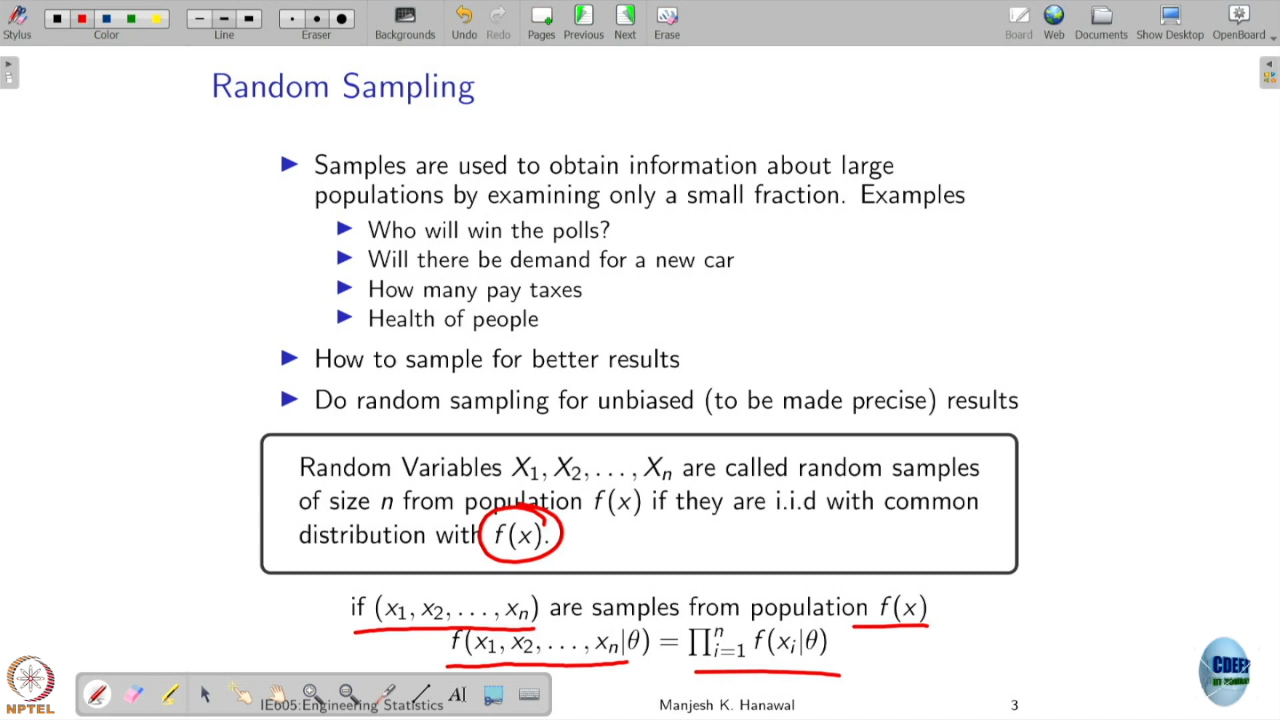 Stylus
Color
Line
Eraser
Backgrounds
Undo
Redo
Pages
Previous
Next
Erase
Board
Web
Documents
Show Desktop
OpenBoard
Random Sampling
▶ Samples are used to obtain information about large
populations by examining only a small fraction. Examples
▶ Who will win the polls?
▶ Will there be demand for a new car
▶ How many pay taxes
▶ Health of people
▶ How to sample for better results
▶ Do random sampling for unbiased (to be made precise) results
Random Variables X₁, X₂, . . . , Xₙ are called random samples
of size n from population f(x) if they are i.i.d with common
distribution with f(x).
if (x₁, x₂, . . . , xₙ) are samples from population f(x)
f(x₁, x₂, . . . , xₙ|θ) = ∏ⁿᵢ₌₁ f(xᵢ|θ)
NPTEL
IE605:Engineering Statistics
Manjesh K. Hanawal
3
CDEEP